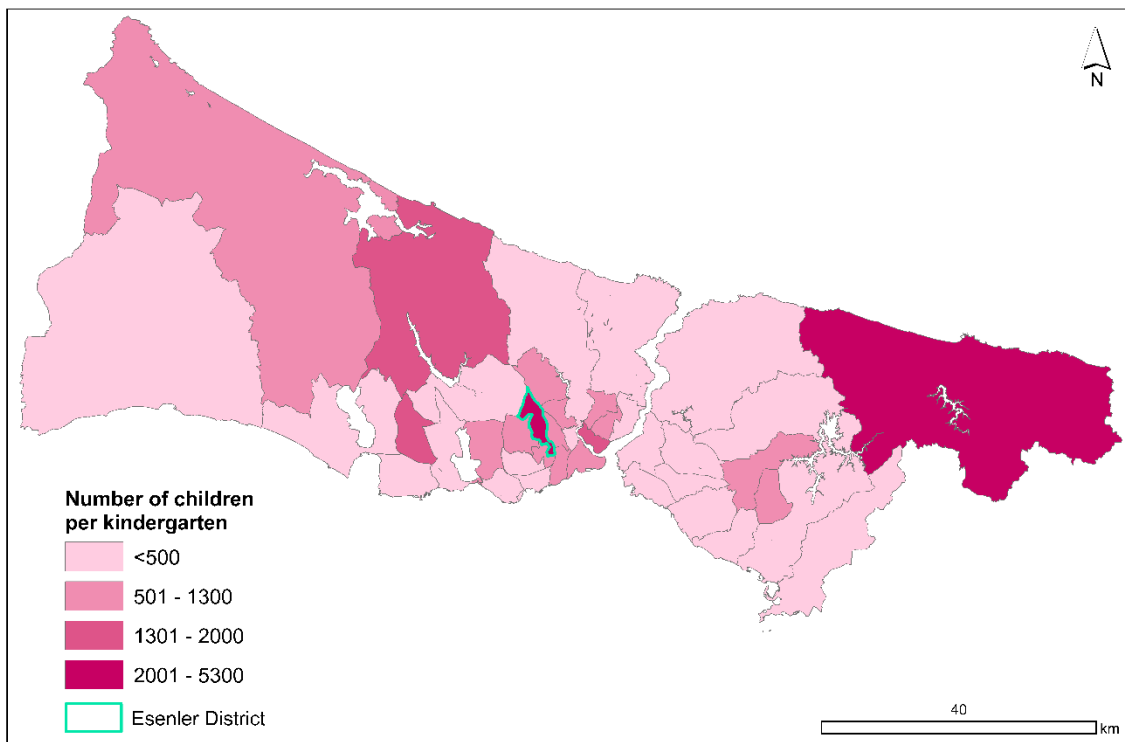 N
Number of children
per kindergarten
<500
501 - 1300
1301 - 2000
2001 - 5300
Esenler District
40
km